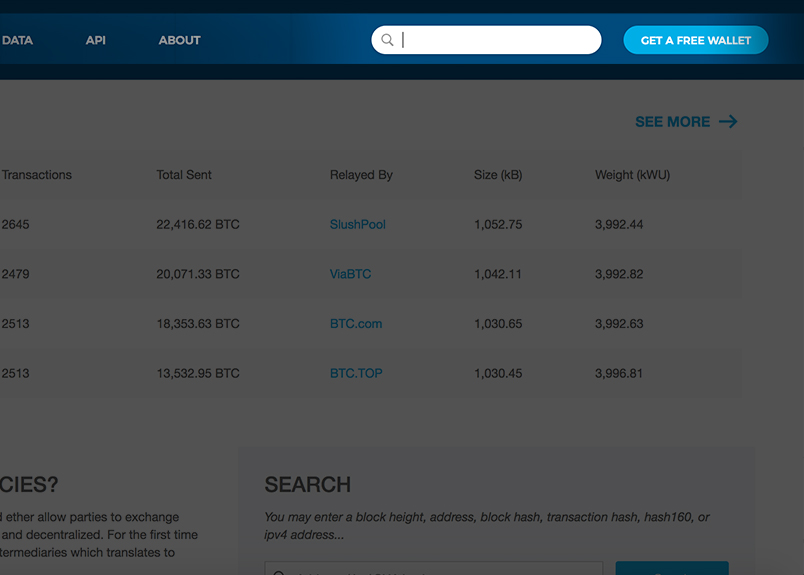 DATA API ABOUT GET A FREE WALLET
SEE MORE
Transactions Total Sent Relayed By Size (kB) Weight (kWU)
2645 22,416.62 BTC SlushPool 1,052.75 3,992.44
2479 20,071.33 BTC ViaBTC 1,042.11 3,992.82
2513 18,353.63 BTC BTC.com 1,030.65 3,992.63
2513 13,532.95 BTC BTC.TOP 1,030.45 3,996.81
CIES?
ether allow parties to exchange
and decentralized. For the first time
termediaries which translates to
SEARCH
You may enter a block height, address, block hash, transaction hash, hash160, or
ipv4 address...